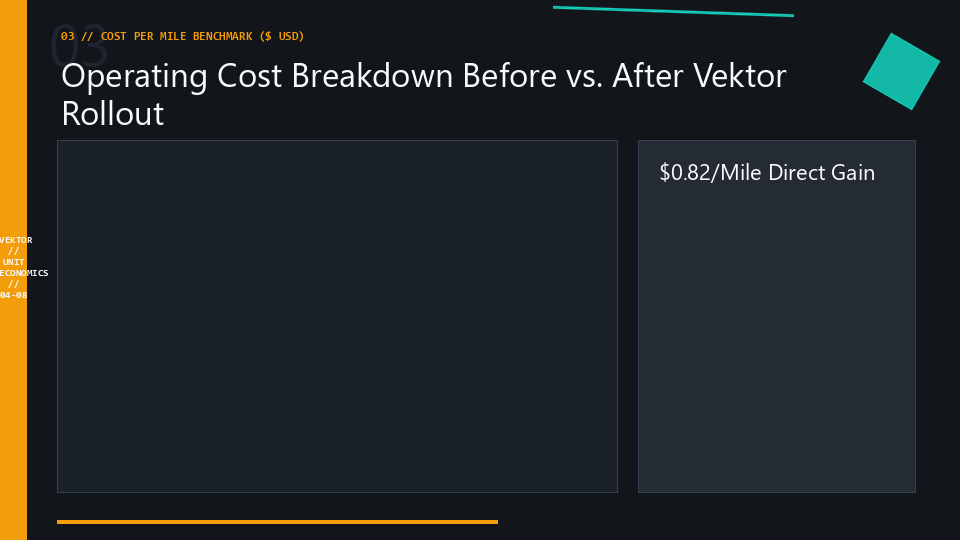 03
03 // COST PER MILE BENCHMARK ($ USD)
Operating Cost Breakdown Before vs. After Vektor
Rollout
VEKTOR
//
UNIT
ECONOMICS
//
04-08
$0.82/Mile Direct Gain